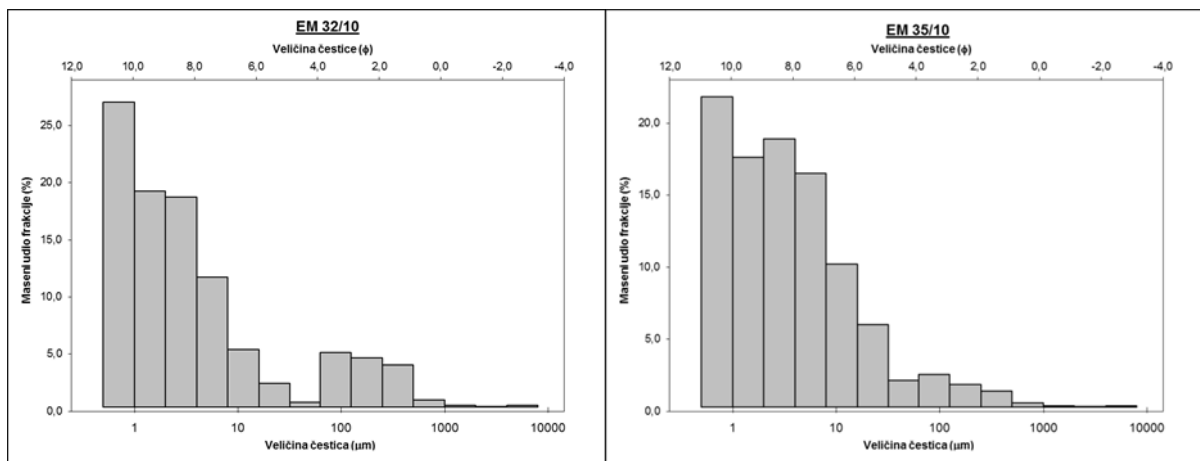 EM 32/10
Veličina čestice (ϕ)
12,0 10,0 8,0 6,0 4,0 2,0 0,0 -2,0 -4,0
25,0
20,0
15,0
10,0
5,0
0,0
Maseni udio frakcije (%)
1 10 100 1000 10000
Veličina čestica (µm)
EM 35/10
Veličina čestice (ϕ)
12,0 10,0 8,0 6,0 4,0 2,0 0,0 -2,0 -4,0
20,0
15,0
10,0
5,0
0,0
Maseni udio frakcije (%)
1 10 100 1000 10000
Veličina čestica (µm)